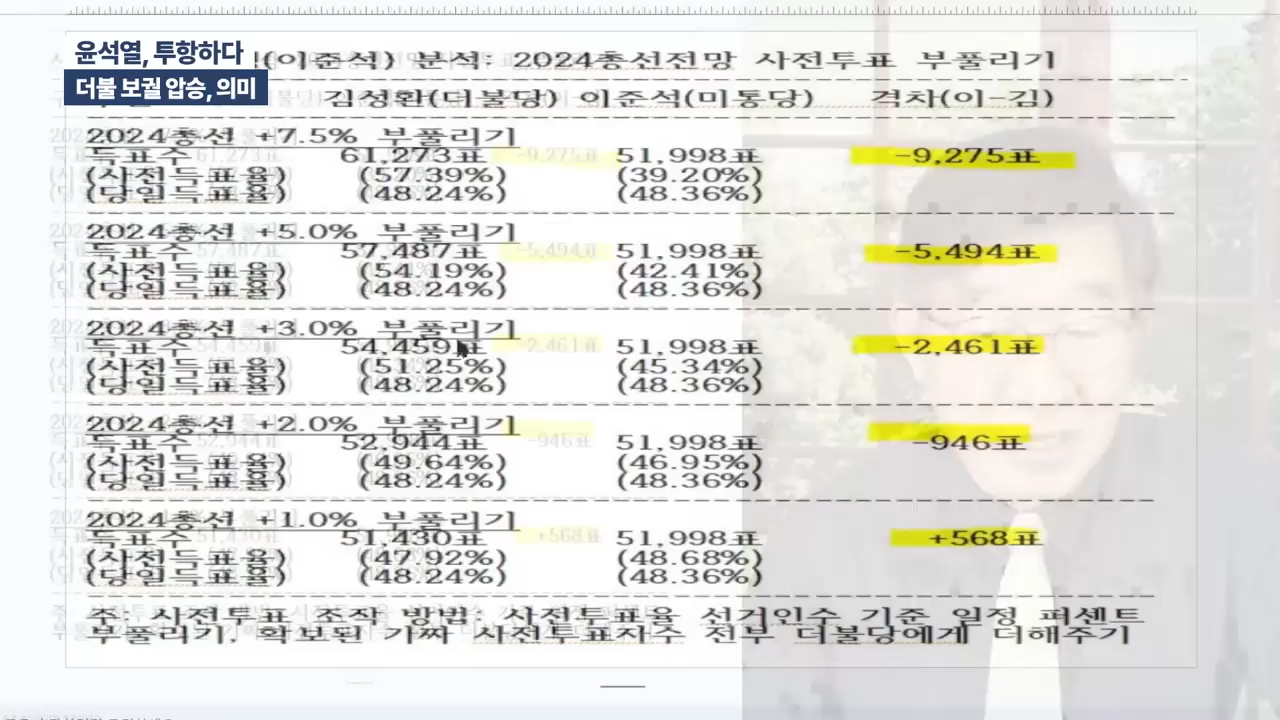 윤석열, 투항하다
더불 보궐 압승, 의미
(이준석) 분석: 2024총선전망 사전투표 부풀리기
김성환(더불당) 이준석(미통당) 격차(이-김)
2024총선 +7.5% 부풀리기
득표수 61,273표 51,998표 -9,275표
(사전득표율) (57.39%) (39.20%)
(당일득표율) (48.24%) (48.36%)
2024총선 +5.0% 부풀리기
득표수 57,487표 51,998표 -5,494표
(사전득표율) (54.19%) (42.41%)
(당일득표율) (48.24%) (48.36%)
2024총선 +3.0% 부풀리기
득표수 54,459표 51,998표 -2,461표
(사전득표율) (51.25%) (45.34%)
(당일득표율) (48.24%) (48.36%)
2024총선 +2.0% 부풀리기
득표수 52,944표 51,998표 -946표
(사전득표율) (49.64%) (46.95%)
(당일득표율) (48.24%) (48.36%)
2024총선 +1.0% 부풀리기
득표수 51,430표 51,998표 +568표
(사전득표율) (47.92%) (48.68%)
(당일득표율) (48.24%) (48.36%)
주: 사전투표 조작 방법: 사전투표율 선거인수 기준 일정 퍼센트
부풀리기, 확보된 가짜 사전투표자수 전부 더불당에게 더해주기